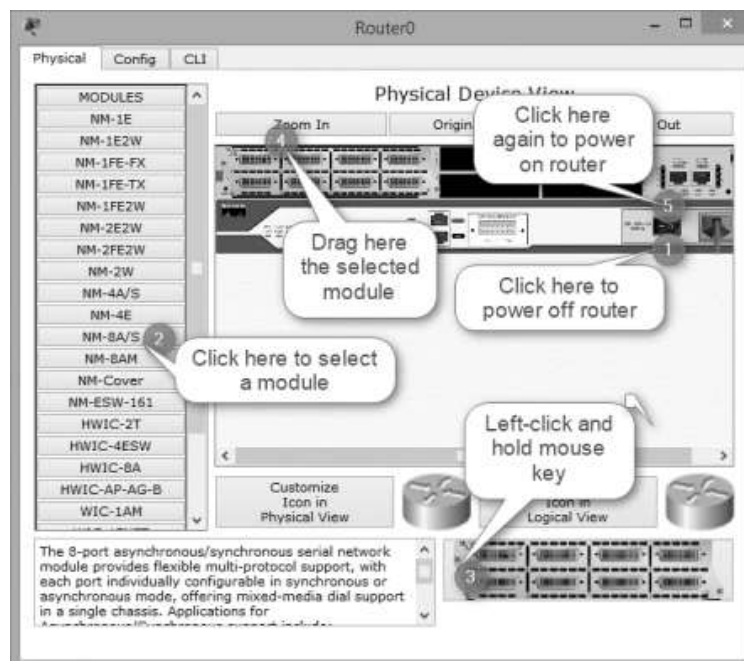 Router0
Physical
Config
CLI
MODULES
NM-1E
NM-1E2W
NM-1FE-FX
NM-1FE-TX
NM-1FE2W
NM-2E2W
NM-2FE2W
NM-2W
NM-4A/S
NM-4E
NM-8A/S
NM-8AM
NM-Cover
NM-ESW-161
HWIC-2T
HWIC-4ESW
HWIC-8A
HWIC-AP-AG-B
WIC-1AM
Physical Device View
Zoom In
Out
4
Click here
again to power
on router
5
1
Drag here
the selected
module
Click here to
power off router
2
Click here to select
a module
Left-click and
hold mouse
key
3
Customize
Icon in
Physical View
Icon in
Logical View
The 8-port asynchronous/synchronous serial network
module provides flexible multi-protocol support, with
each port individually configurable in synchronous or
asynchronous mode, offering mixed-media dial support
in a single chassis. Applications for